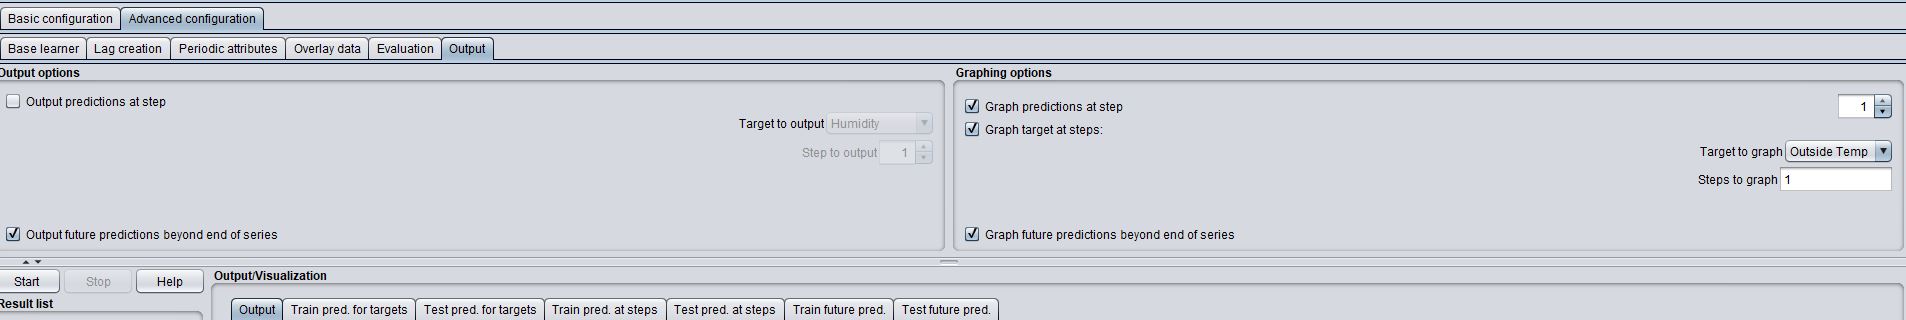 Basic configuration Advanced configuration
Base learner Lag creation Periodic attributes Overlay data Evaluation Output
Output options
Output predictions at step
Target to output Humidity
Step to output 1
Output future predictions beyond end of series
Graphing options
Graph predictions at step 1
Graph target at steps:
Target to graph Outside Temp
Steps to graph 1
Graph future predictions beyond end of series
Start Stop Help
Result list
Output/Visualization
Output Train pred. for targets Test pred. for targets Train pred. at steps Test pred. at steps Train future pred. Test future pred.